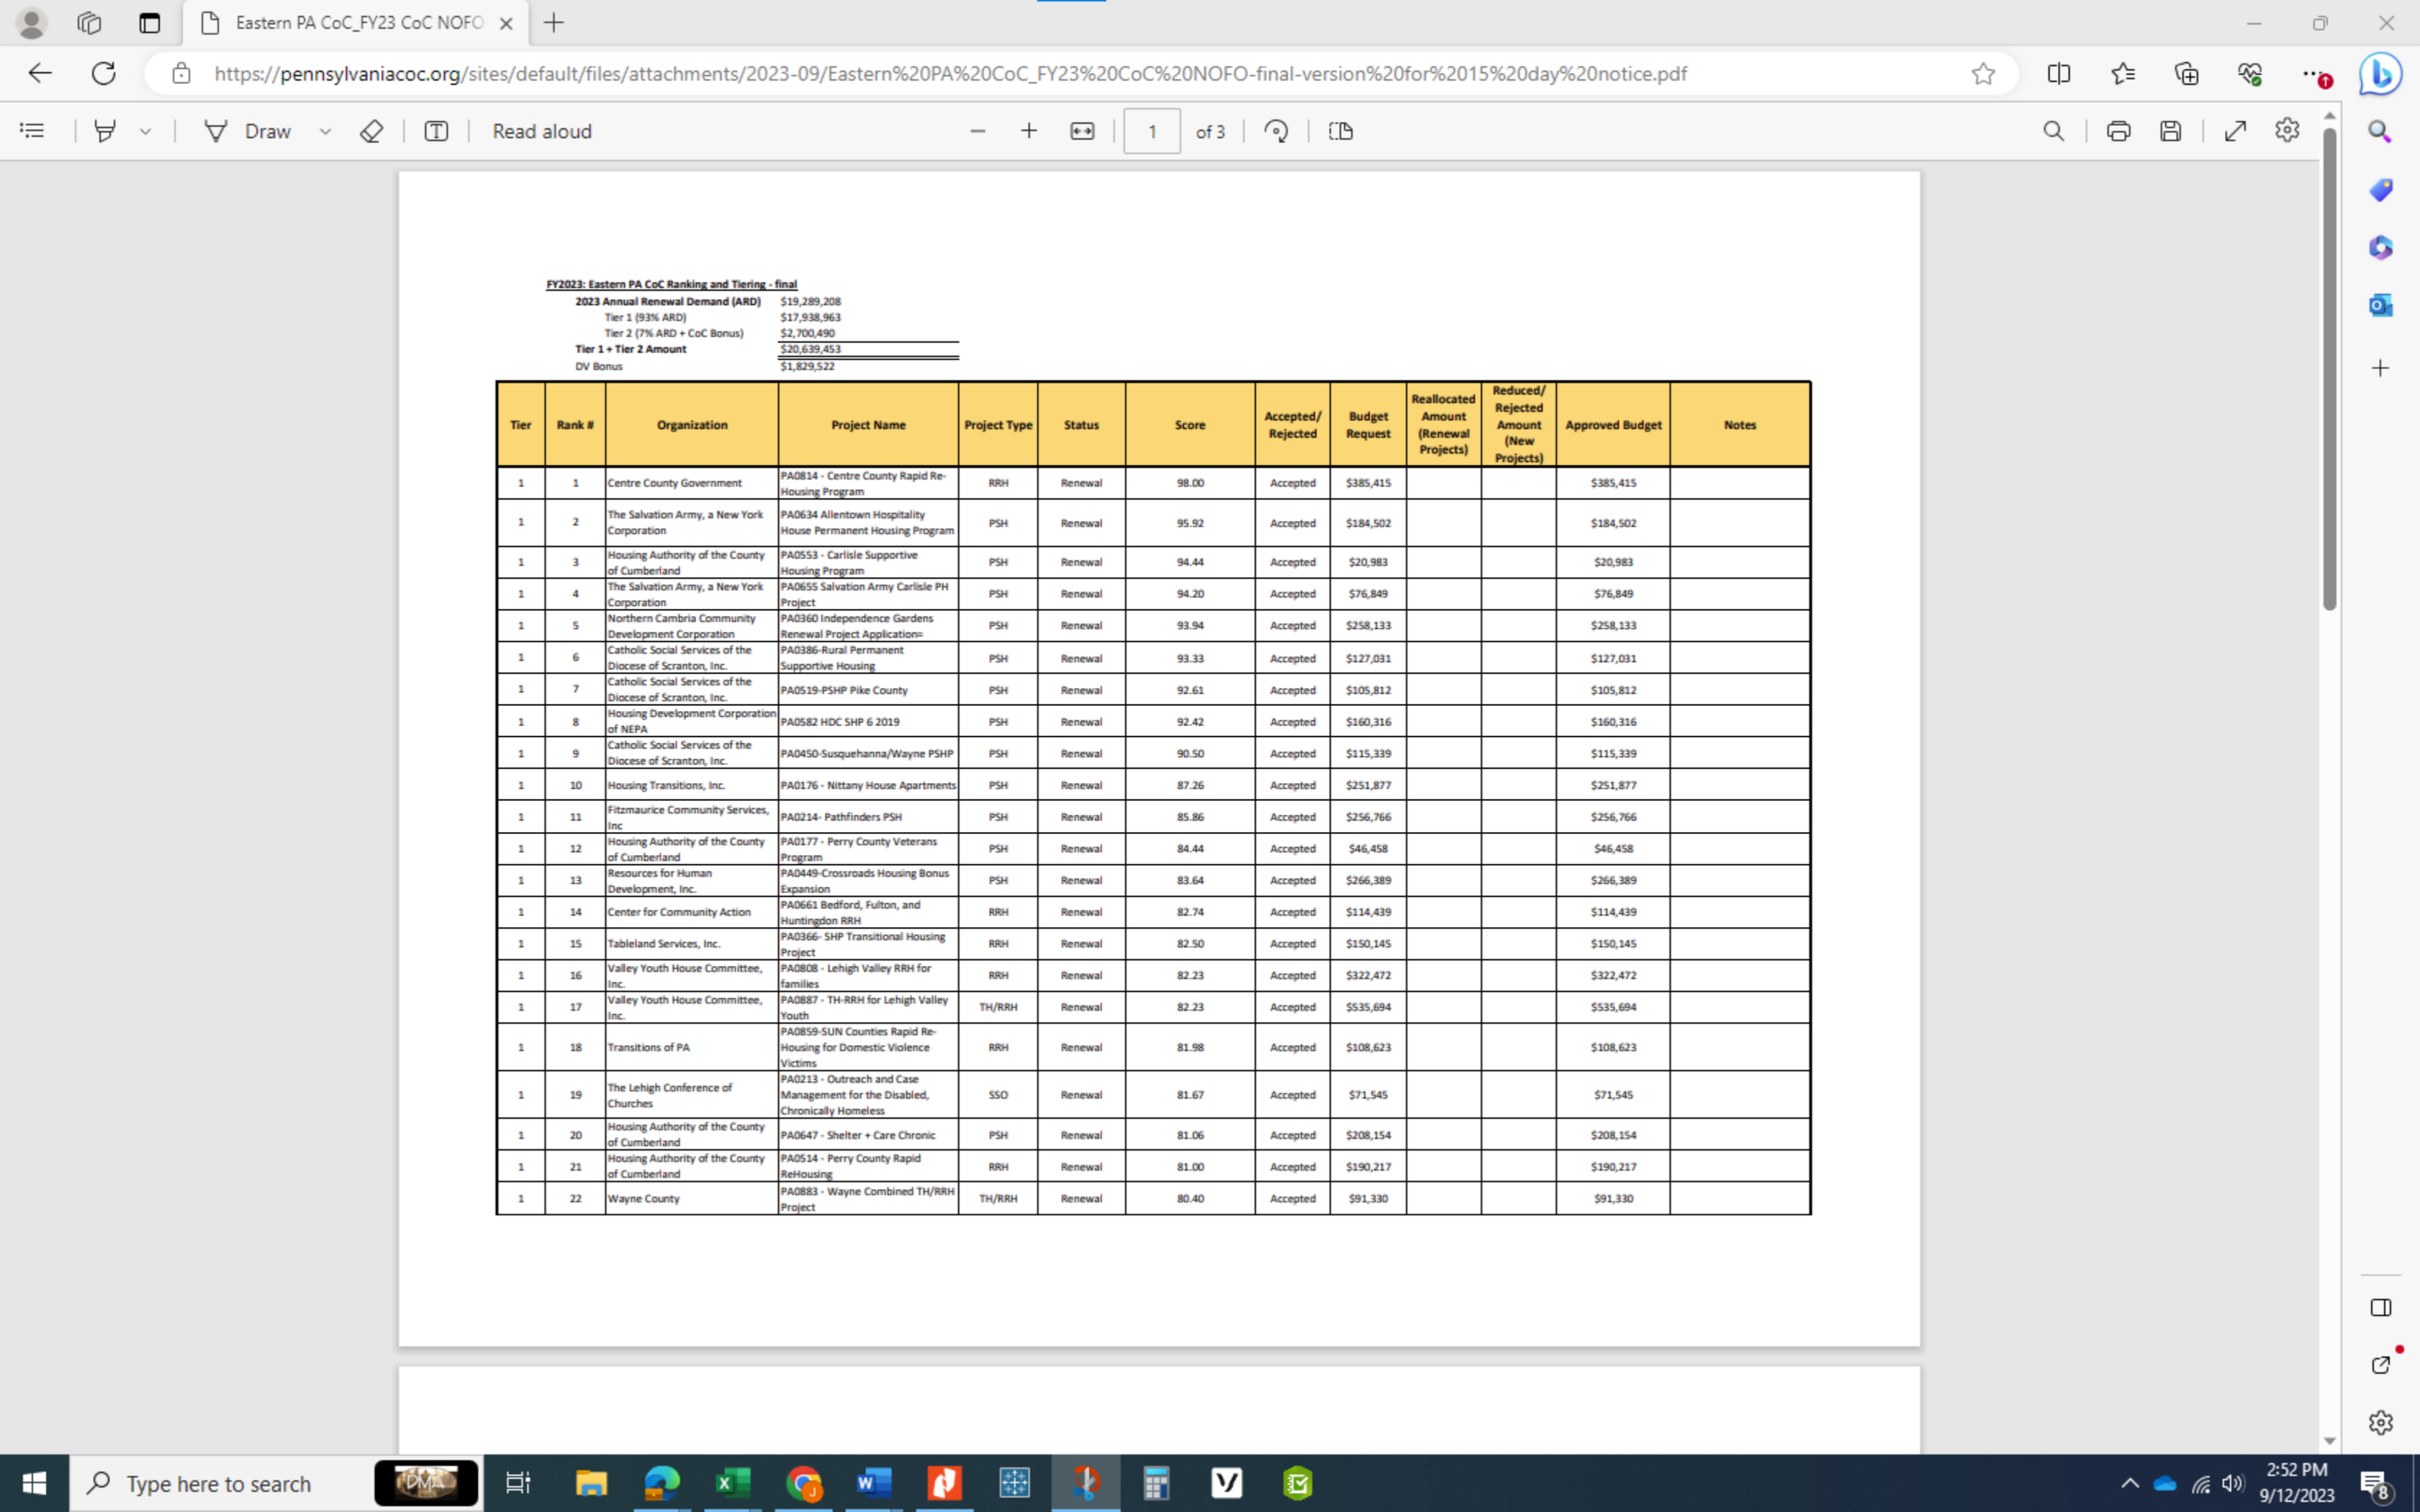 Eastern PA CoC_FY23 CoC NOFO
https://pennsylvaniacoc.org/sites/default/files/attachments/2023-09/Eastern%20PA%20CoC_FY23%20CoC%20NOFO-final-version%20for%2015%20day%20notice.pdf
Draw Read aloud 1 of 3
FY2023: Eastern PA CoC Ranking and Tiering - final
2023 Annual Renewal Demand (ARD) $19,289,208
Tier 1 (93% ARD) $17,938,963
Tier 2 (7% ARD + CoC Bonus) $2,700,490
Tier 1 + Tier 2 Amount $20,639,453
DV Bonus $1,829,522
Tier Rank # Organization Project Name Project Type Status Score Accepted/ Rejected Budget Request Reallocated Amount (Renewal Projects) Reduced/ Rejected Amount (New Projects) Approved Budget Notes
1 1 Centre County Government PA0814 - Centre County Rapid Re-Housing Program RRH Renewal 98.00 Accepted $385,415 $385,415
1 2 The Salvation Army, a New York Corporation PA0634 Allentown Hospitality House Permanent Housing Program PSH Renewal 95.92 Accepted $184,502 $184,502
1 3 Housing Authority of the County of Cumberland PA0553 - Carlisle Supportive Housing Program PSH Renewal 94.44 Accepted $20,983 $20,983
1 4 The Salvation Army, a New York Corporation PA0655 Salvation Army Carlisle PH Project PSH Renewal 94.20 Accepted $76,849 $76,849
1 5 Northern Cambria Community Development Corporation PA0360 Independence Gardens Renewal Project Application= PSH Renewal 93.94 Accepted $258,133 $258,133
1 6 Catholic Social Services of the Diocese of Scranton, Inc. PA0386-Rural Permanent Supportive Housing PSH Renewal 93.33 Accepted $127,031 $127,031
1 7 Catholic Social Services of the Diocese of Scranton, Inc. PA0519-PSHP Pike County PSH Renewal 92.61 Accepted $105,812 $105,812
1 8 Housing Development Corporation of NEPA PA0582 HDC SHP 6 2019 PSH Renewal 92.42 Accepted $160,316 $160,316
1 9 Catholic Social Services of the Diocese of Scranton, Inc. PA0450-Susquehanna/Wayne PSHP PSH Renewal 90.50 Accepted $115,339 $115,339
1 10 Housing Transitions, Inc. PA0176 - Nittany House Apartments PSH Renewal 87.26 Accepted $251,877 $251,877
1 11 Fitzmaurice Community Services, Inc PA0214- Pathfinders PSH PSH Renewal 85.86 Accepted $256,766 $256,766
1 12 Housing Authority of the County of Cumberland PA0177 - Perry County Veterans Program PSH Renewal 84.44 Accepted $46,458 $46,458
1 13 Resources for Human Development, Inc. PA0449-Crossroads Housing Bonus Expansion PSH Renewal 83.64 Accepted $266,389 $266,389
1 14 Center for Community Action PA0661 Bedford, Fulton, and Huntingdon RRH RRH Renewal 82.74 Accepted $114,439 $114,439
1 15 Tableland Services, Inc. PA0366- SHP Transitional Housing Project RRH Renewal 82.50 Accepted $150,145 $150,145
1 16 Valley Youth House Committee, Inc. PA0808 - Lehigh Valley RRH for families RRH Renewal 82.23 Accepted $322,472 $322,472
1 17 Valley Youth House Committee, Inc. PA0887 - TH-RRH for Lehigh Valley Youth TH/RRH Renewal 82.23 Accepted $535,694 $535,694
1 18 Transitions of PA PA0859-SUN Counties Rapid Re-Housing for Domestic Violence Victims RRH Renewal 81.98 Accepted $108,623 $108,623
1 19 The Lehigh Conference of Churches PA0213 - Outreach and Case Management for the Disabled, Chronically Homeless SSO Renewal 81.67 Accepted $71,545 $71,545
1 20 Housing Authority of the County of Cumberland PA0647 - Shelter + Care Chronic PSH Renewal 81.06 Accepted $208,154 $208,154
1 21 Housing Authority of the County of Cumberland PA0514 - Perry County Rapid ReHousing RRH Renewal 81.00 Accepted $190,217 $190,217
1 22 Wayne County PA0883 - Wayne Combined TH/RRH Project TH/RRH Renewal 80.40 Accepted $91,330 $91,330
Type here to search DMA
2:52 PM
9/12/2023
8